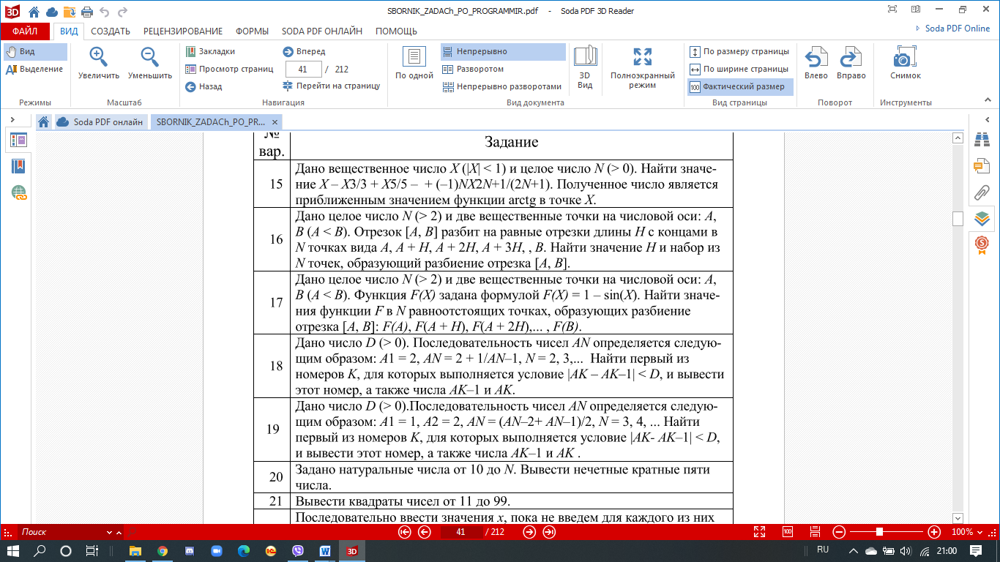 SBORNIK_ZADACh_PO_PROGRAMMIR.pdf - Soda PDF 3D Reader
ФАЙЛ ВИД СОЗДАТЬ РЕЦЕНЗИРОВАНИЕ ФОРМЫ SODA PDF ОНЛАЙН ПОМОЩЬ Soda PDF Online
Вид
Выделение
Режимы
Увеличить Уменьшить
Масштаб
Закладки
Просмотр страниц
Назад
Вперед
41 / 212
Перейти на страницу
Навигация
По одной
Непрерывно
Разворотом
Непрерывно разворотами
3D Вид
Полноэкранный режим
Вид документа
По размеру страницы
По ширине страницы
100 Фактический размер
Вид страницы
Влево Вправо
Поворот
Снимок
Инструменты
Soda PDF онлайн SBORNIK_ZADACh_PO_PR...
№ вар. Задание
15 Дано вещественное число X (|X| < 1) и целое число N (> 0). Найти значе-
ние X – X3/3 + X5/5 – + (–1)NX2N+1/(2N+1). Полученное число является
приближенным значением функции arctg в точке X.
16 Дано целое число N (> 2) и две вещественные точки на числовой оси: A,
B (A < B). Отрезок [A, B] разбит на равные отрезки длины H с концами в
N точках вида A, A + H, A + 2H, A + 3H, , B. Найти значение H и набор из
N точек, образующий разбиение отрезка [A, B].
17 Дано целое число N (> 2) и две вещественные точки на числовой оси: A,
B (A < B). Функция F(X) задана формулой F(X) = 1 – sin(X). Найти значе-
ния функции F в N равноотстоящих точках, образующих разбиение
отрезка [A, B]: F(A), F(A + H), F(A + 2H),... , F(B).
18 Дано число D (> 0). Последовательность чисел AN определяется следую-
щим образом: A1 = 2, AN = 2 + 1/AN–1, N = 2, 3,... Найти первый из
номеров K, для которых выполняется условие |AK – AK–1| < D, и вывести
этот номер, а также числа AK–1 и AK.
19 Дано число D (> 0).Последовательность чисел AN определяется следую-
щим образом: A1 = 1, A2 = 2, AN = (AN–2+ AN–1)/2, N = 3, 4, ... Найти
первый из номеров K, для которых выполняется условие |AK- AK–1| < D,
и вывести этот номер, а также числа AK–1 и AK .
20 Задано натуральные числа от 10 до N. Вывести нечетные кратные пяти
числа.
21 Вывести квадраты чисел от 11 до 99.
Последовательно ввести значения x, пока не введем для каждого из них
Поиск 41 / 212 100 100%
RU 21:00